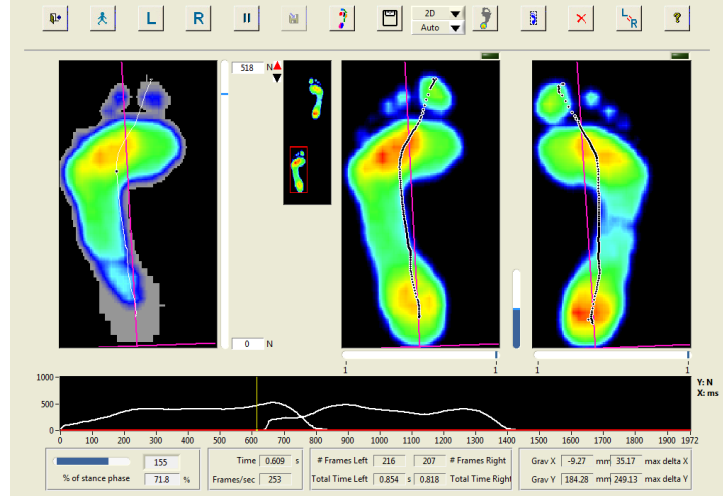 L R 2D
Auto L R ?
518 N
0 N
1 1 1 1
1000-
500-
0-
Y: N
X: ms
0 100 200 300 400 500 600 700 800 900 1000 1100 1200 1300 1400 1500 1600 1700 1800 1900 1972
155 Time 0.609 s # Frames Left 216 207 # Frames Right Grav X -9.27 mm 35.17 max delta X
% of stance phase 71.8 % Frames/sec 253 Total Time Left 0.854 s 0.818 Total Time Right Grav Y 184.28 mm 249.13 max delta Y